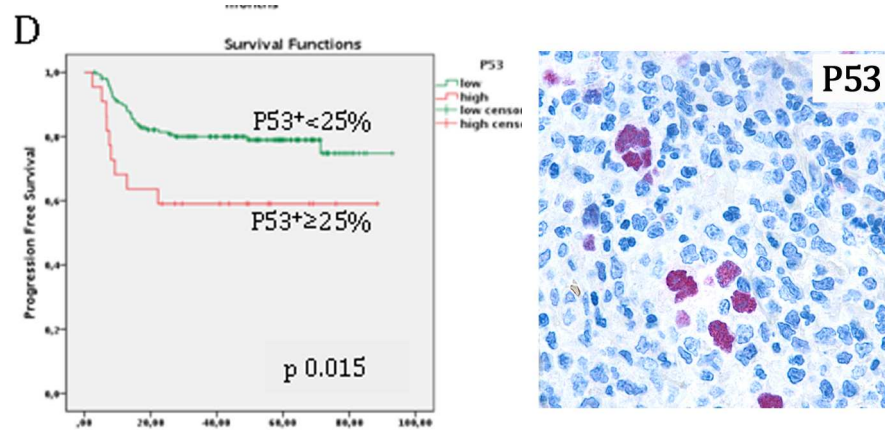 D
Survival Functions
P53
low
high
low censo
high cens
P53
P53⁺<25%
P53⁺≥25%
p 0.015
Progression Free Survival
1,0
0,8
0,6
0,4
0,2
0,0
,00
20,00
40,00
60,00
80,00
100,00